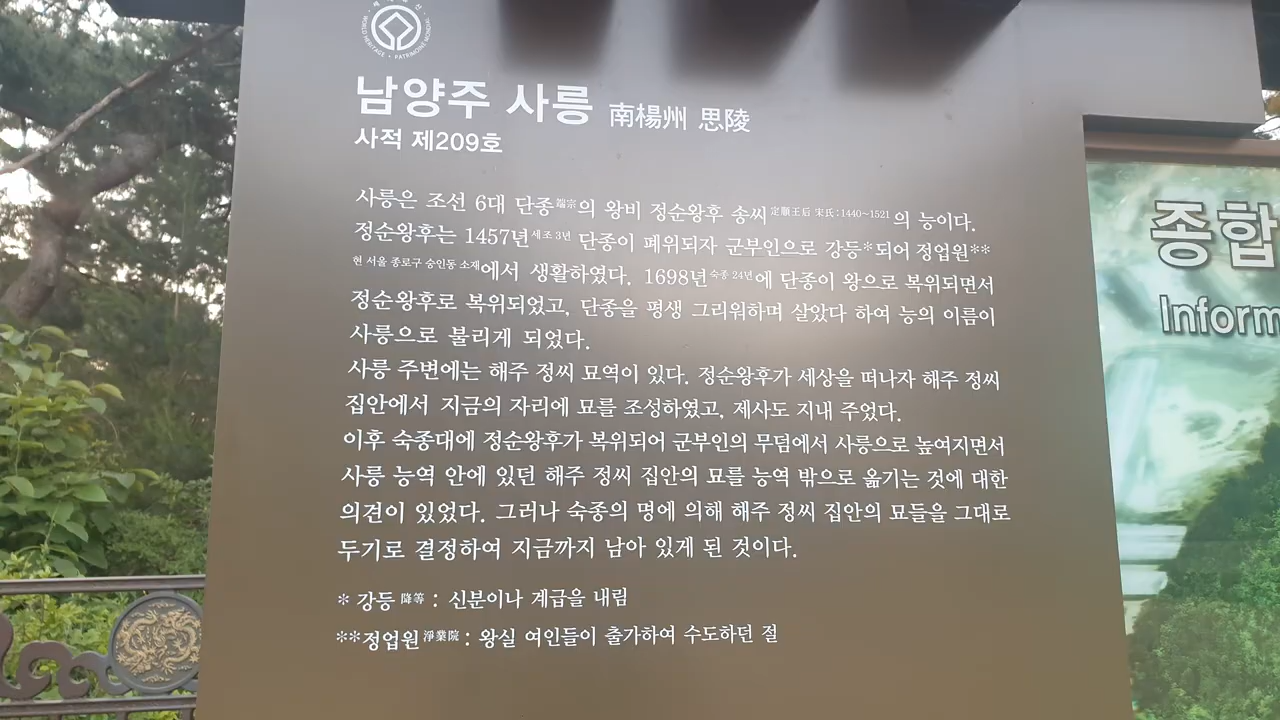 세계유산
WORLD HERITAGE • PATRIMOINE MONDIAL
남양주 사릉 南楊州 思陵
사적 제209호
사릉은 조선 6대 단종端宗의 왕비 정순왕후 송씨定順王后 宋氏:1440~1521의 능이다.
정순왕후는 1457년세조 3년 단종이 폐위되자 군부인으로 강등*되어 정업원**
현 서울 종로구 숭인동 소재에서 생활하였다. 1698년숙종 24년에 단종이 왕으로 복위되면서
정순왕후로 복위되었고, 단종을 평생 그리워하며 살았다 하여 능의 이름이
사릉으로 불리게 되었다.
사릉 주변에는 해주 정씨 묘역이 있다. 정순왕후가 세상을 떠나자 해주 정씨
집안에서 지금의 자리에 묘를 조성하였고, 제사도 지내 주었다.
이후 숙종대에 정순왕후가 복위되어 군부인의 무덤에서 사릉으로 높여지면서
사릉 능역 안에 있던 해주 정씨 집안의 묘를 능역 밖으로 옮기는 것에 대한
의견이 있었다. 그러나 숙종의 명에 의해 해주 정씨 집안의 묘들을 그대로
두기로 결정하여 지금까지 남아 있게 된 것이다.
* 강등降等 : 신분이나 계급을 내림
**정업원淨業院 : 왕실 여인들이 출가하여 수도하던 절
종합
Inform